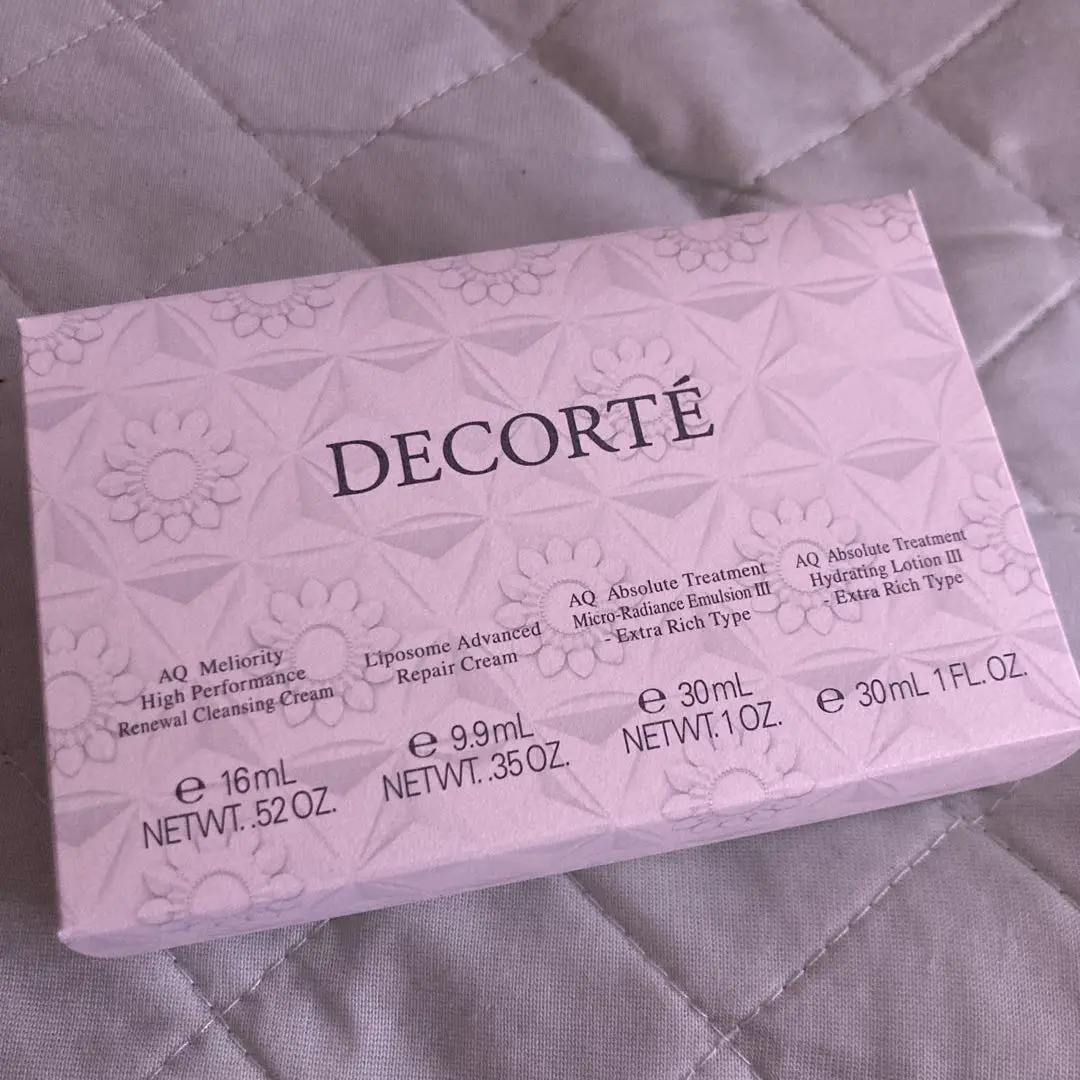 DECORTÉ
AQ Meliority
High Performance
Renewal Cleansing Cream
e 16mL
NETWT. .52 OZ.
Liposome Advanced
Repair Cream
e 9.9mL
NETWT. .35 OZ.
AQ Absolute Treatment
Micro-Radiance Emulsion III
- Extra Rich Type
e 30mL
NETWT. 1 OZ.
AQ Absolute Treatment
Hydrating Lotion III
- Extra Rich Type
e 30mL 1 FL. OZ.